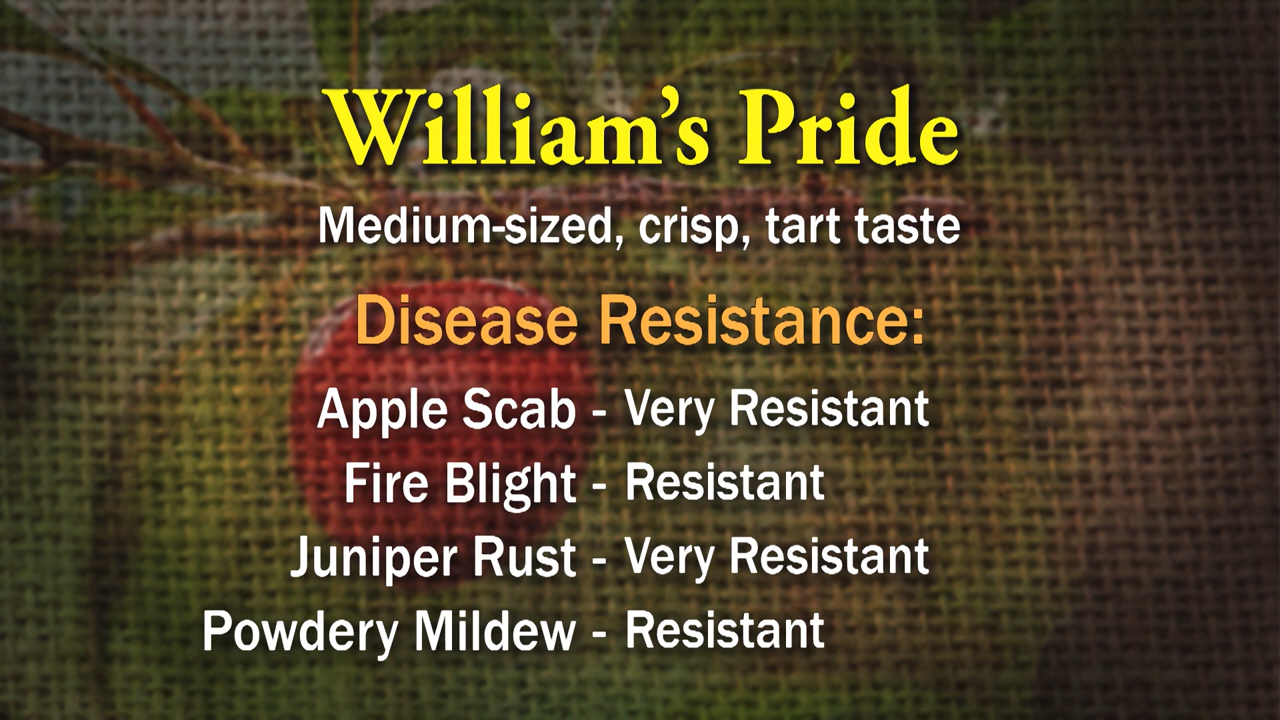 William’s Pride
Medium-sized, crisp, tart taste
Disease Resistance:
Apple Scab - Very Resistant
Fire Blight - Resistant
Juniper Rust - Very Resistant
Powdery Mildew - Resistant